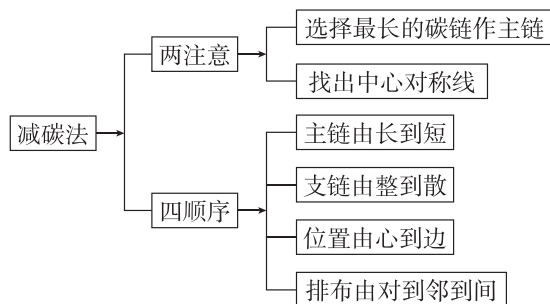 减碳法
两注意
选择最长的碳链作主链
找出中心对称线
四顺序
主链由长到短
支链由整到散
位置由心到边
排布由对到邻到间